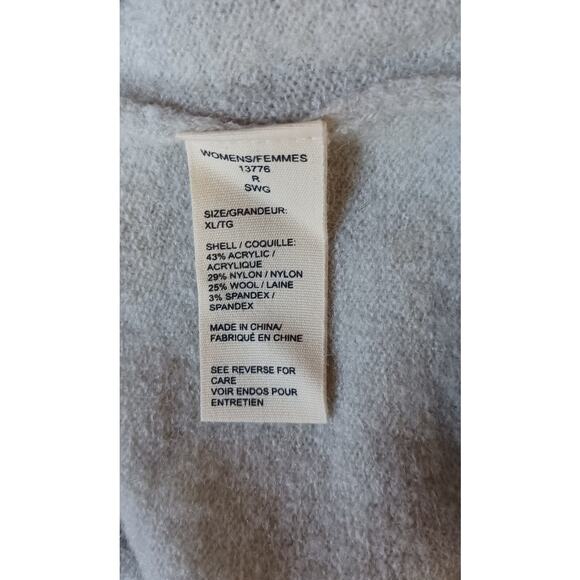 WOMENS/FEMMES
13776
R
SWG
SIZE/GRANDEUR:
XL/TG
SHELL / COQUILLE:
43% ACRYLIC /
ACRYLIQUE
29% NYLON / NYLON
25% WOOL / LAINE
3% SPANDEX /
SPANDEX
MADE IN CHINA/
FABRIQUÉ EN CHINE
SEE REVERSE FOR
CARE
VOIR ENDOS POUR
ENTRETIEN